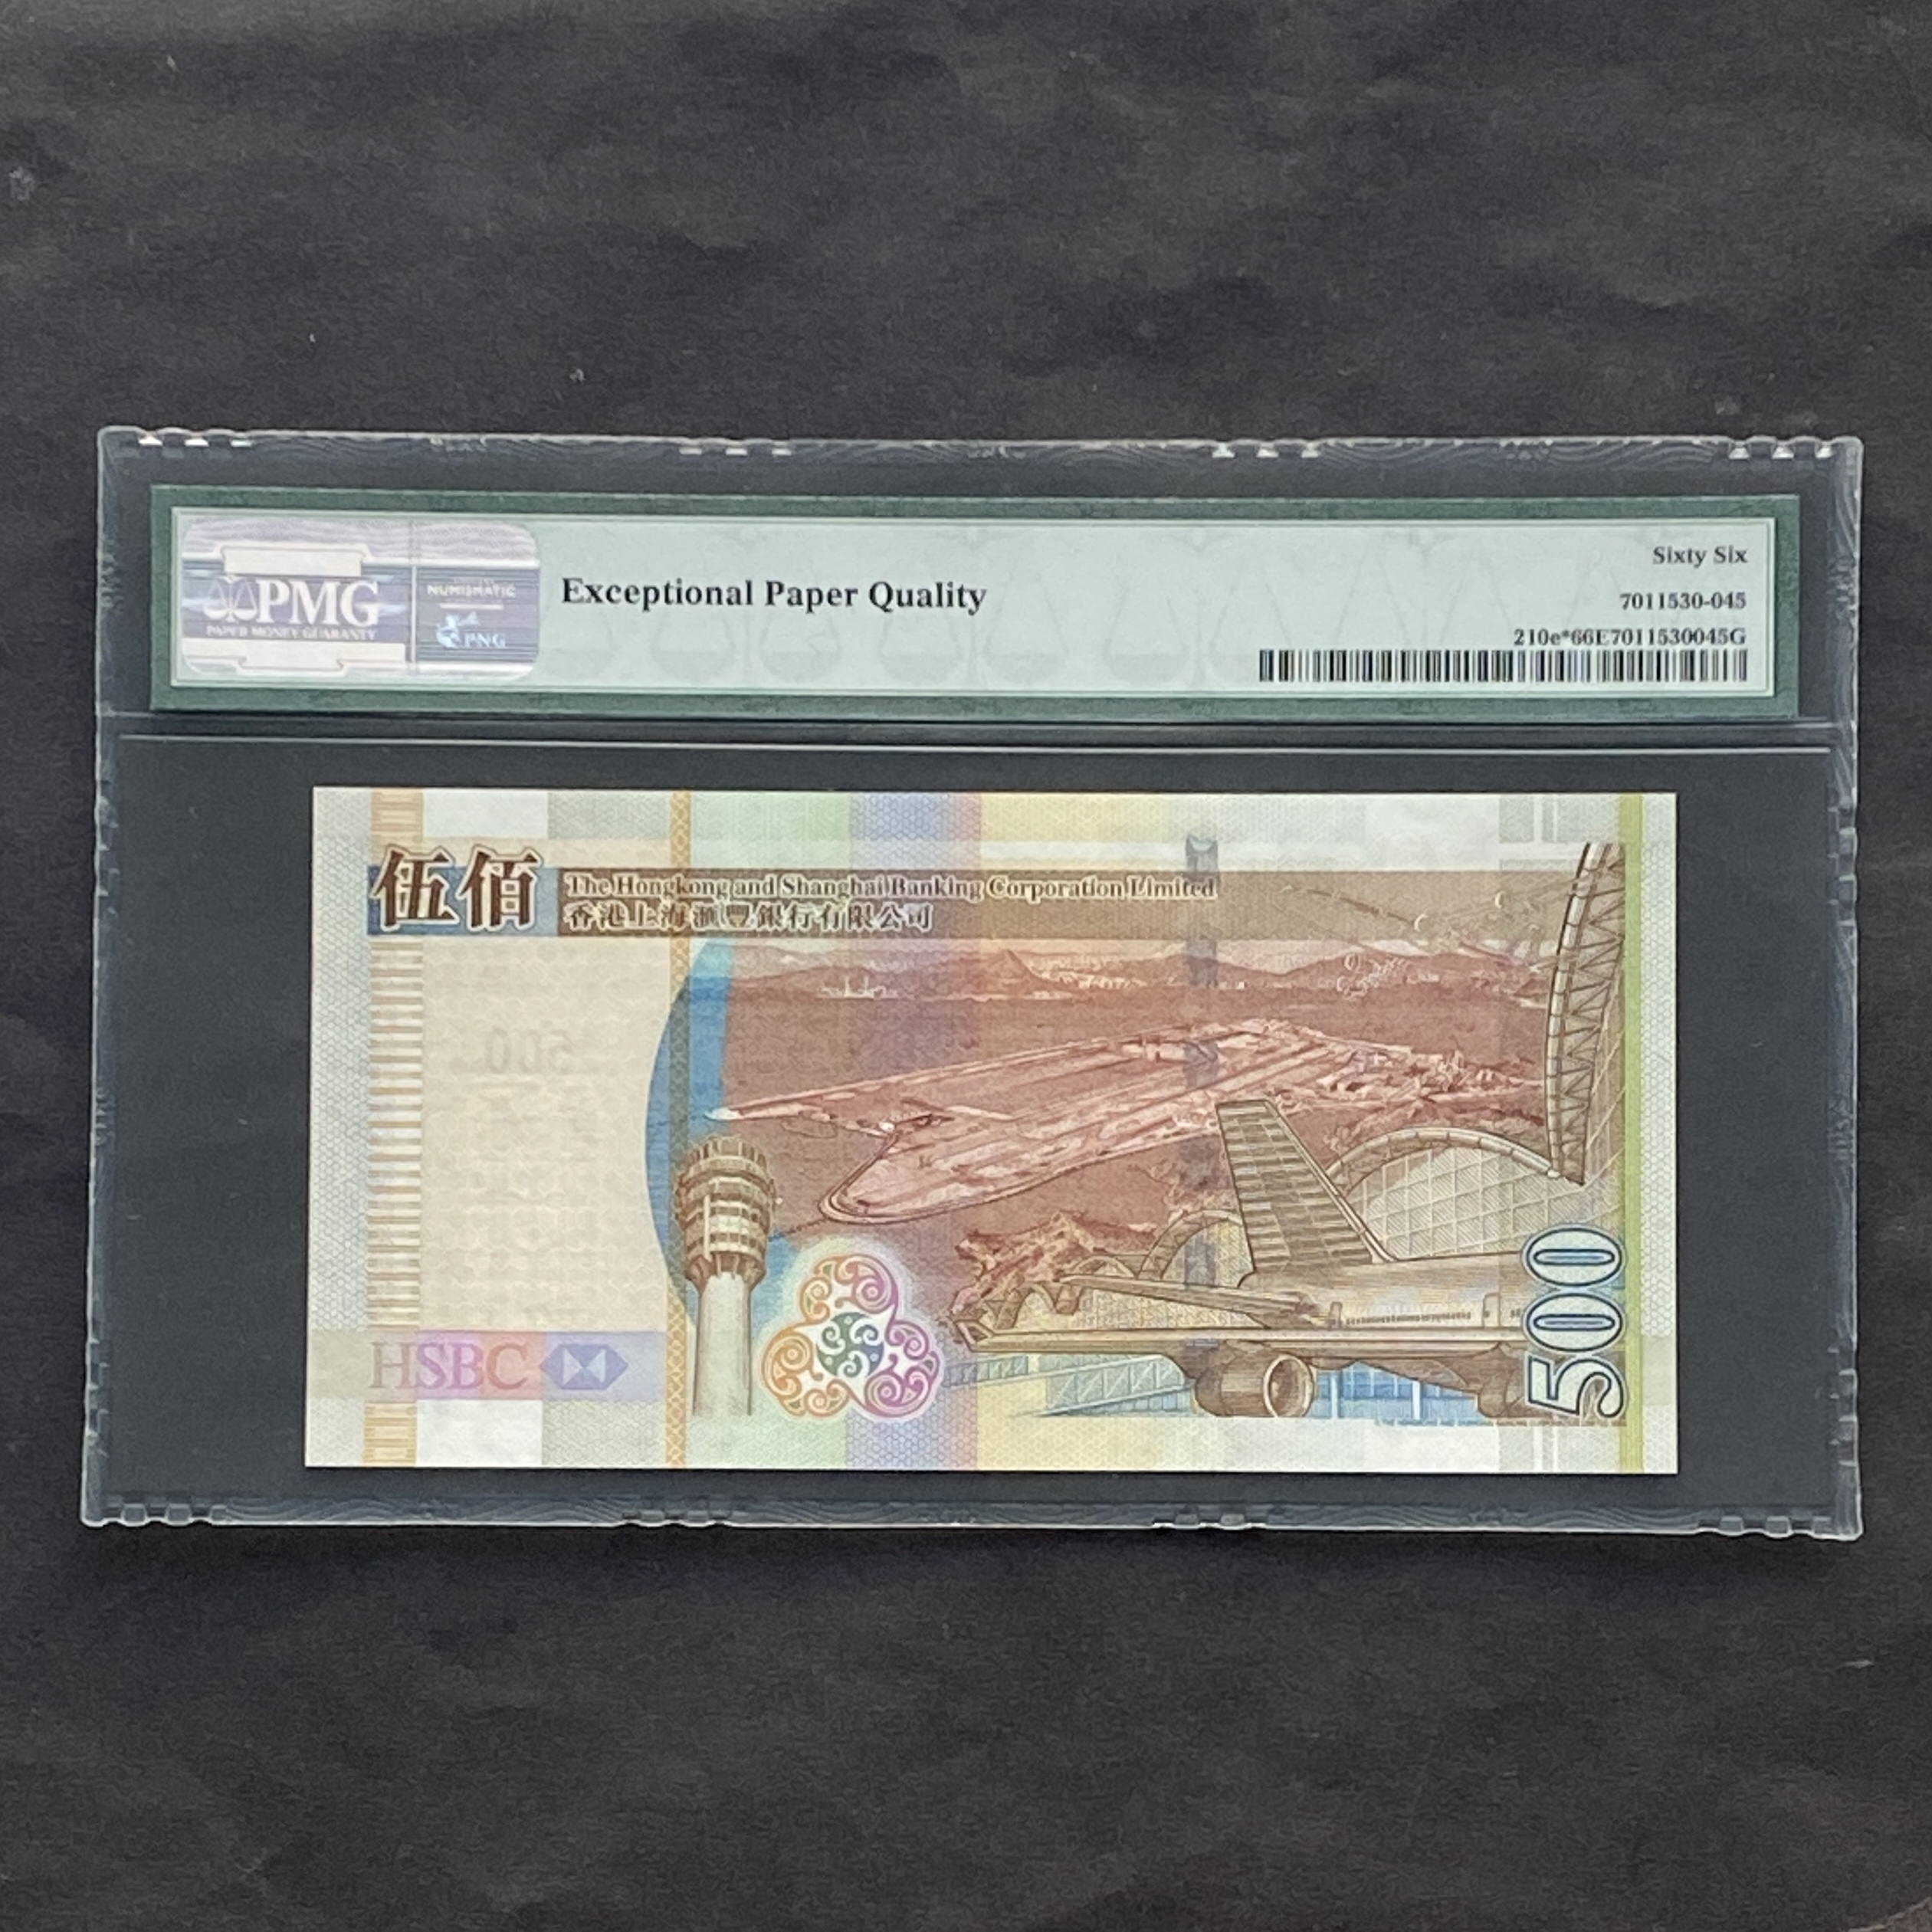 PMG
PAPER MONEY GUARANTY
NUMISMATIC
PNG
Exceptional Paper Quality
Sixty Six
7011530-045
210e*66E7011530045G
伍佰
The Hongkong and Shanghai Banking Corporation Limited
香港上海滙豐銀行有限公司
500
HSBC
500